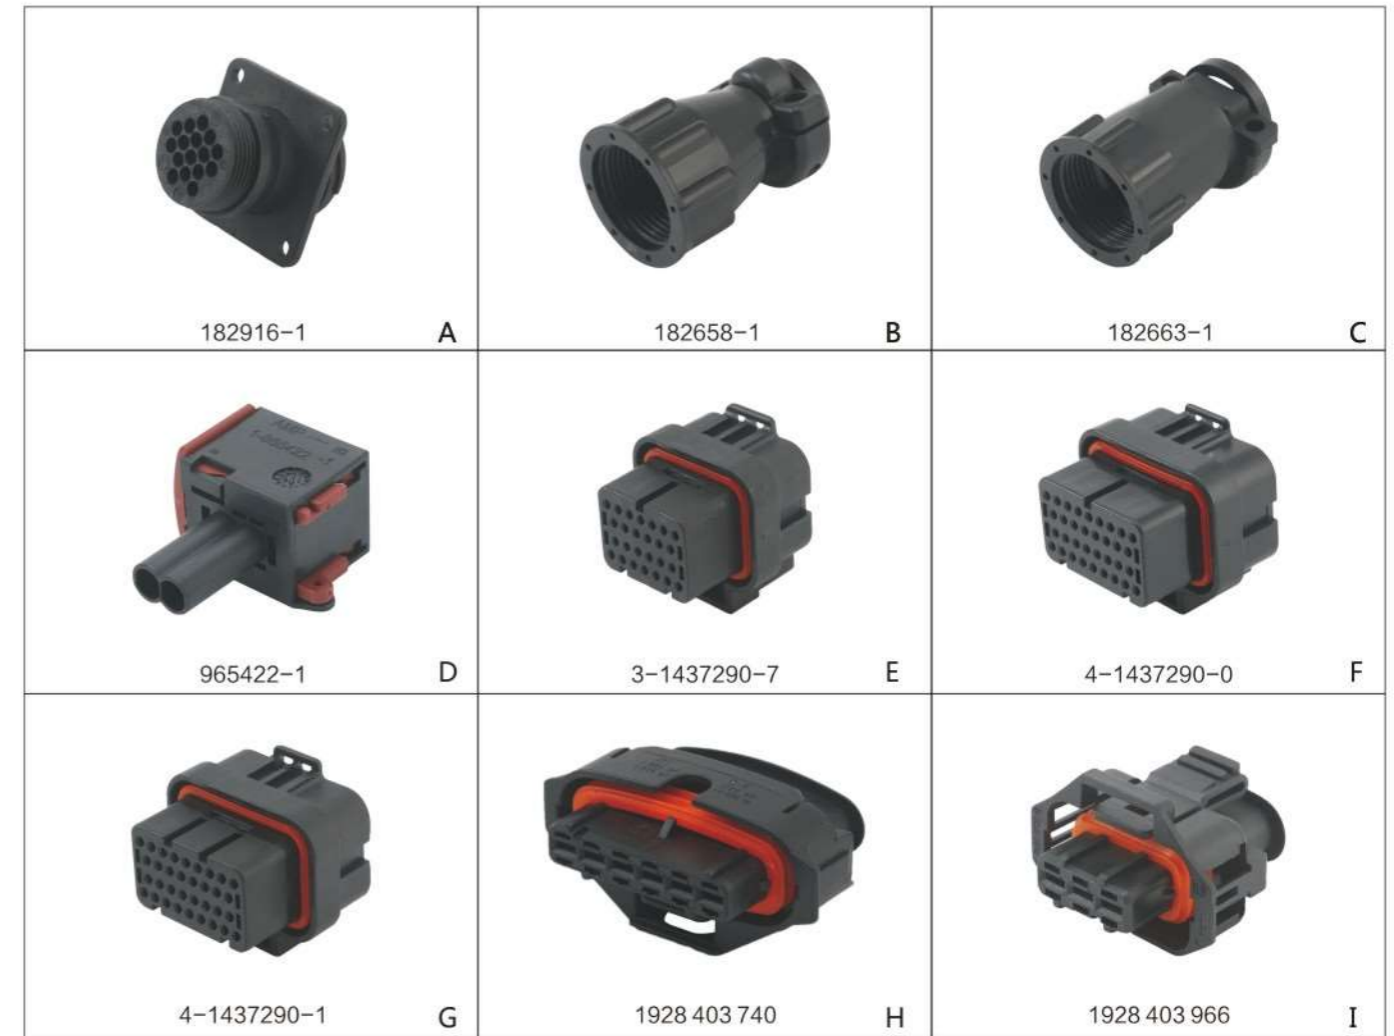 182916-1 A
182658-1 B
182663-1 C
965422-1 D
3-1437290-7 E
4-1437290-0 F
4-1437290-1 G
1928 403 740 H
1928 403 966 I